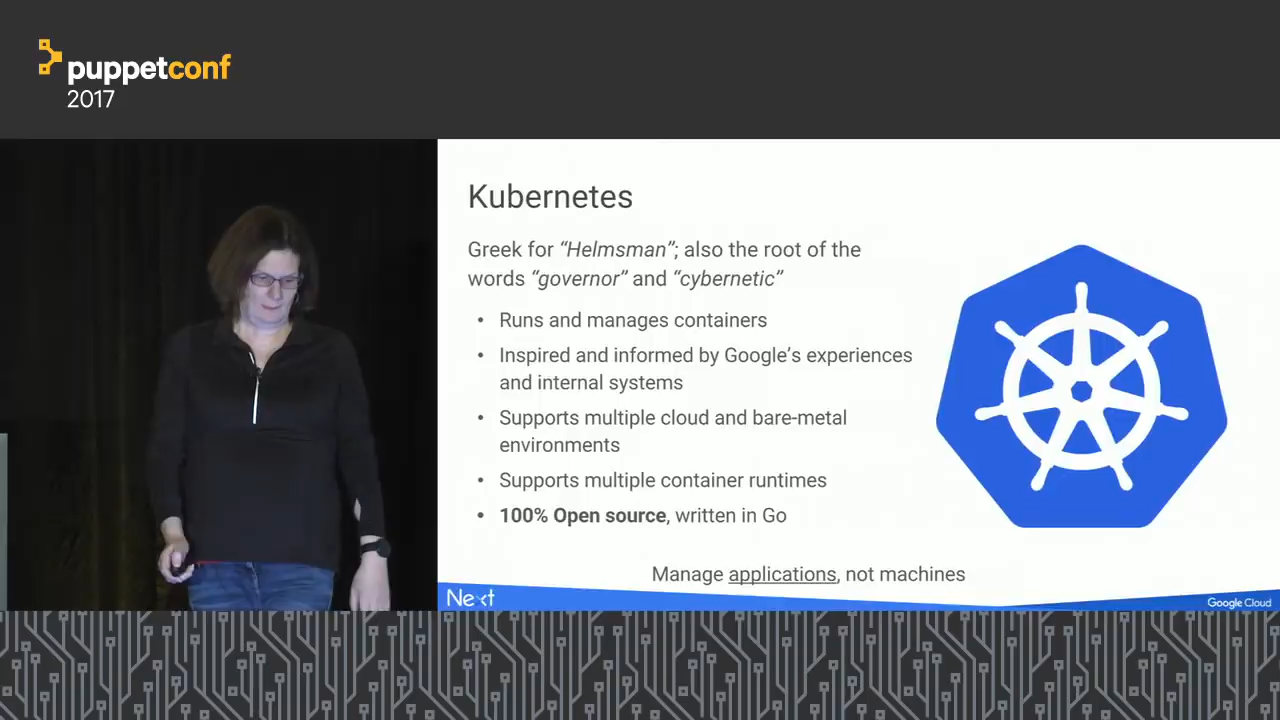 puppetconf
2017
Kubernetes
Greek for “Helmsman”; also the root of the
words “governor” and “cybernetic”
• Runs and manages containers
• Inspired and informed by Google’s experiences
and internal systems
• Supports multiple cloud and bare-metal
environments
• Supports multiple container runtimes
• 100% Open source, written in Go
Manage applications, not machines
Next
Google Cloud